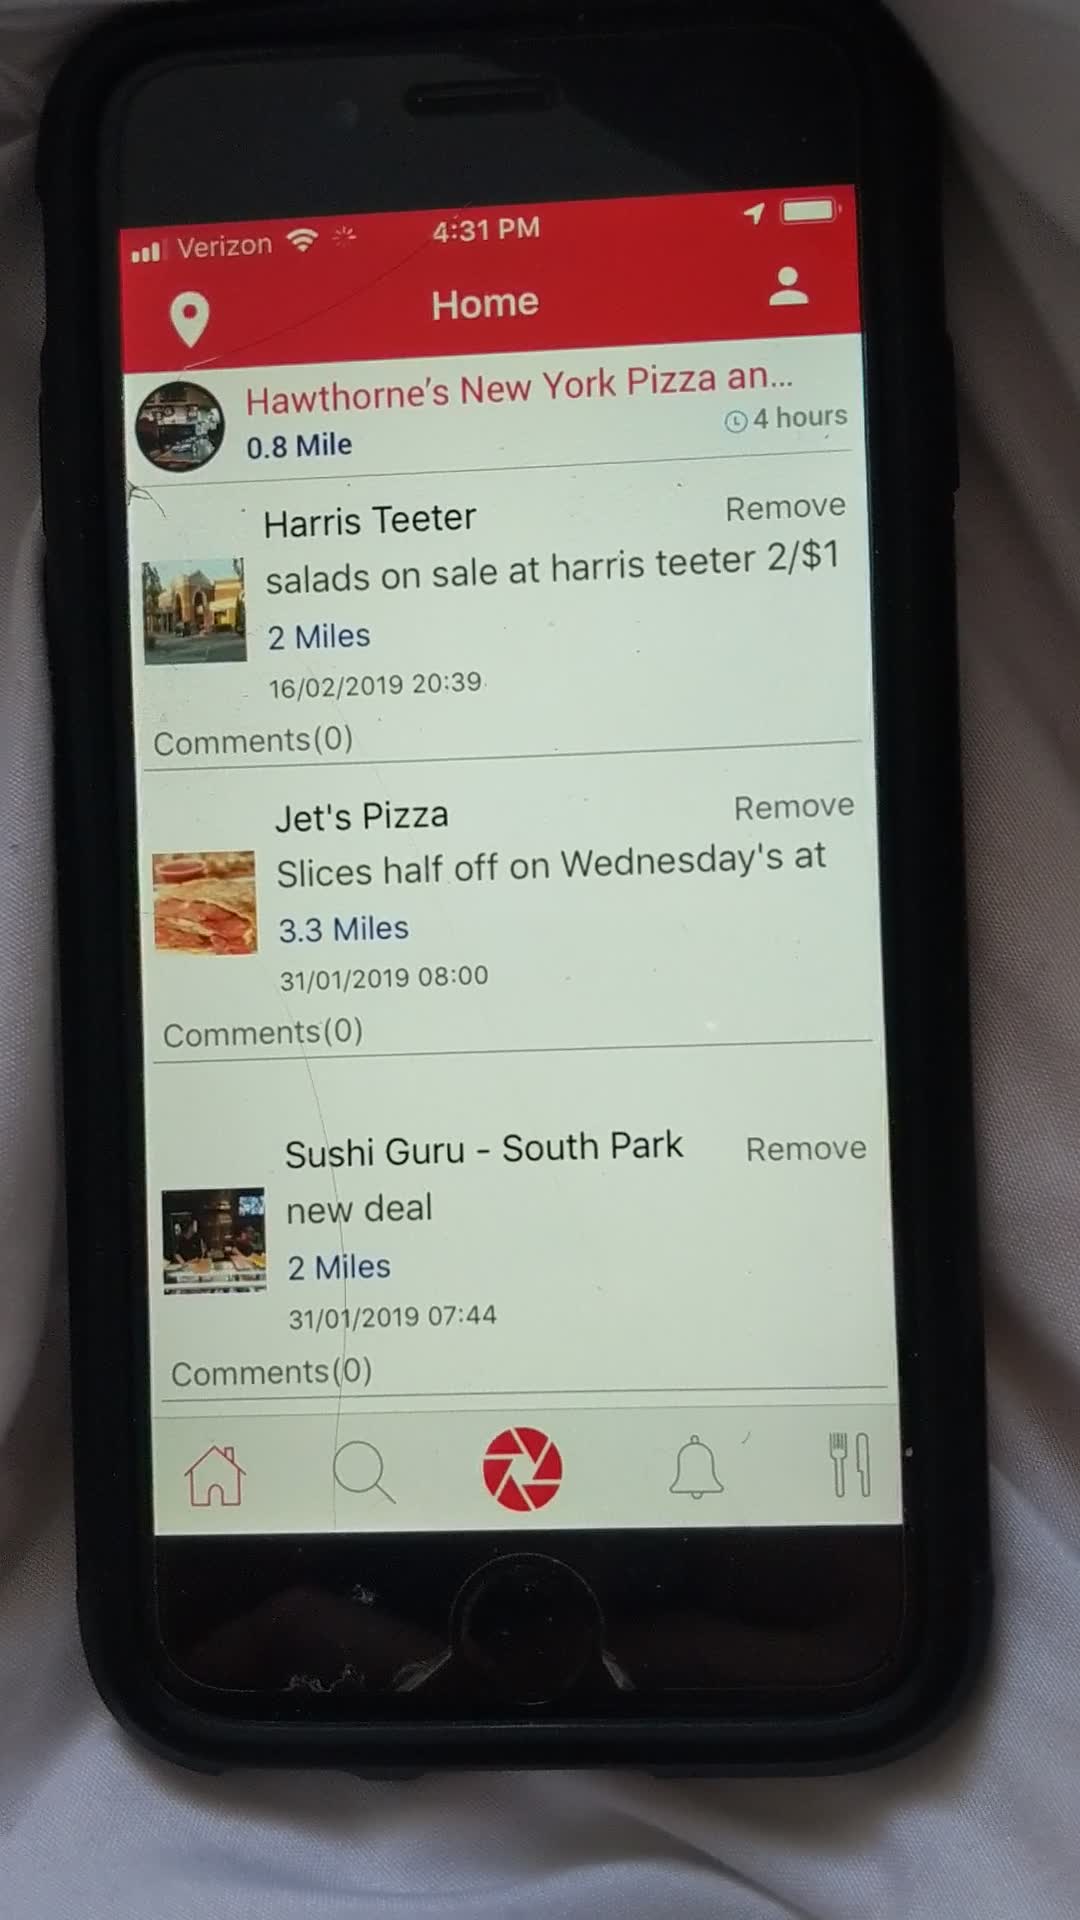 Verizon 4:31 PM
Home
Hawthorne's New York Pizza an...
0.8 Mile 4 hours
Harris Teeter Remove
salads on sale at harris teeter 2/$1
2 Miles
16/02/2019 20:39
Comments(0)
Jet's Pizza Remove
Slices half off on Wednesday's at
3.3 Miles
31/01/2019 08:00
Comments(0)
Sushi Guru - South Park Remove
new deal
2 Miles
31/01/2019 07:44
Comments(0)